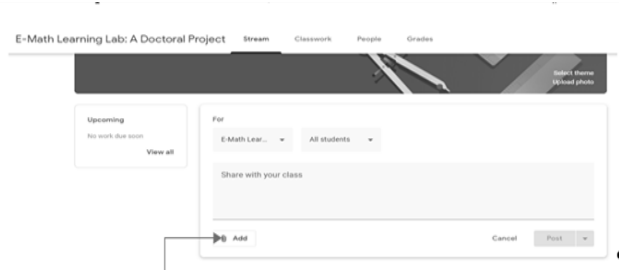 E-Math Learning Lab: A Doctoral Project Stream Classwork People Grades
Select theme
Upload photo
Upcoming
No work due soon
View all
For
E-Math Lear... All students
Share with your class
Add Cancel Post